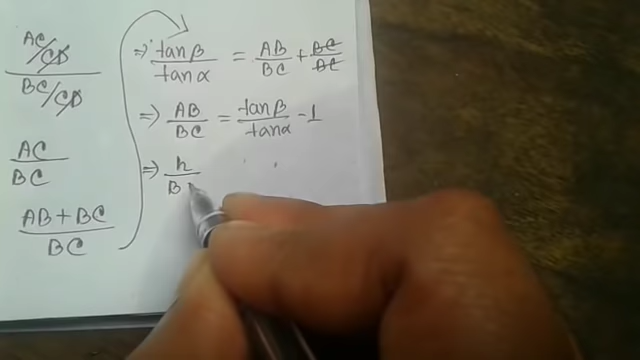 AC/CD
BC/CD
AC
BC
AB + BC
BC
⇒ tanβ/tanα = AB/BC + BC/BC
⇒ AB/BC = tanβ/tanα - 1
⇒ h/B